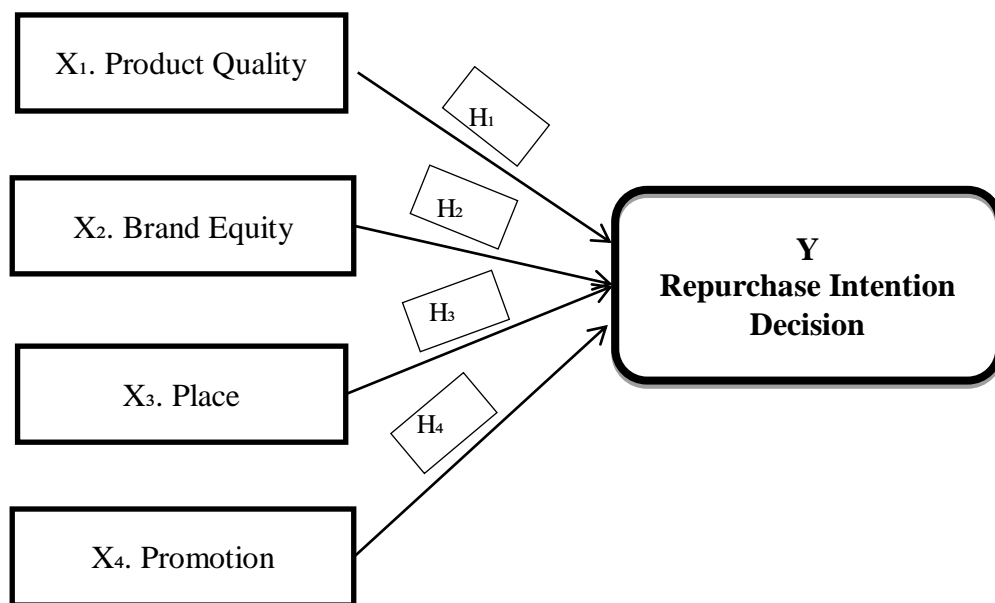 X₁. Product Quality
H₁
X₂. Brand Equity
H₂
Y
Repurchase Intention
Decision
H₃
X₃. Place
H₄
X₄. Promotion